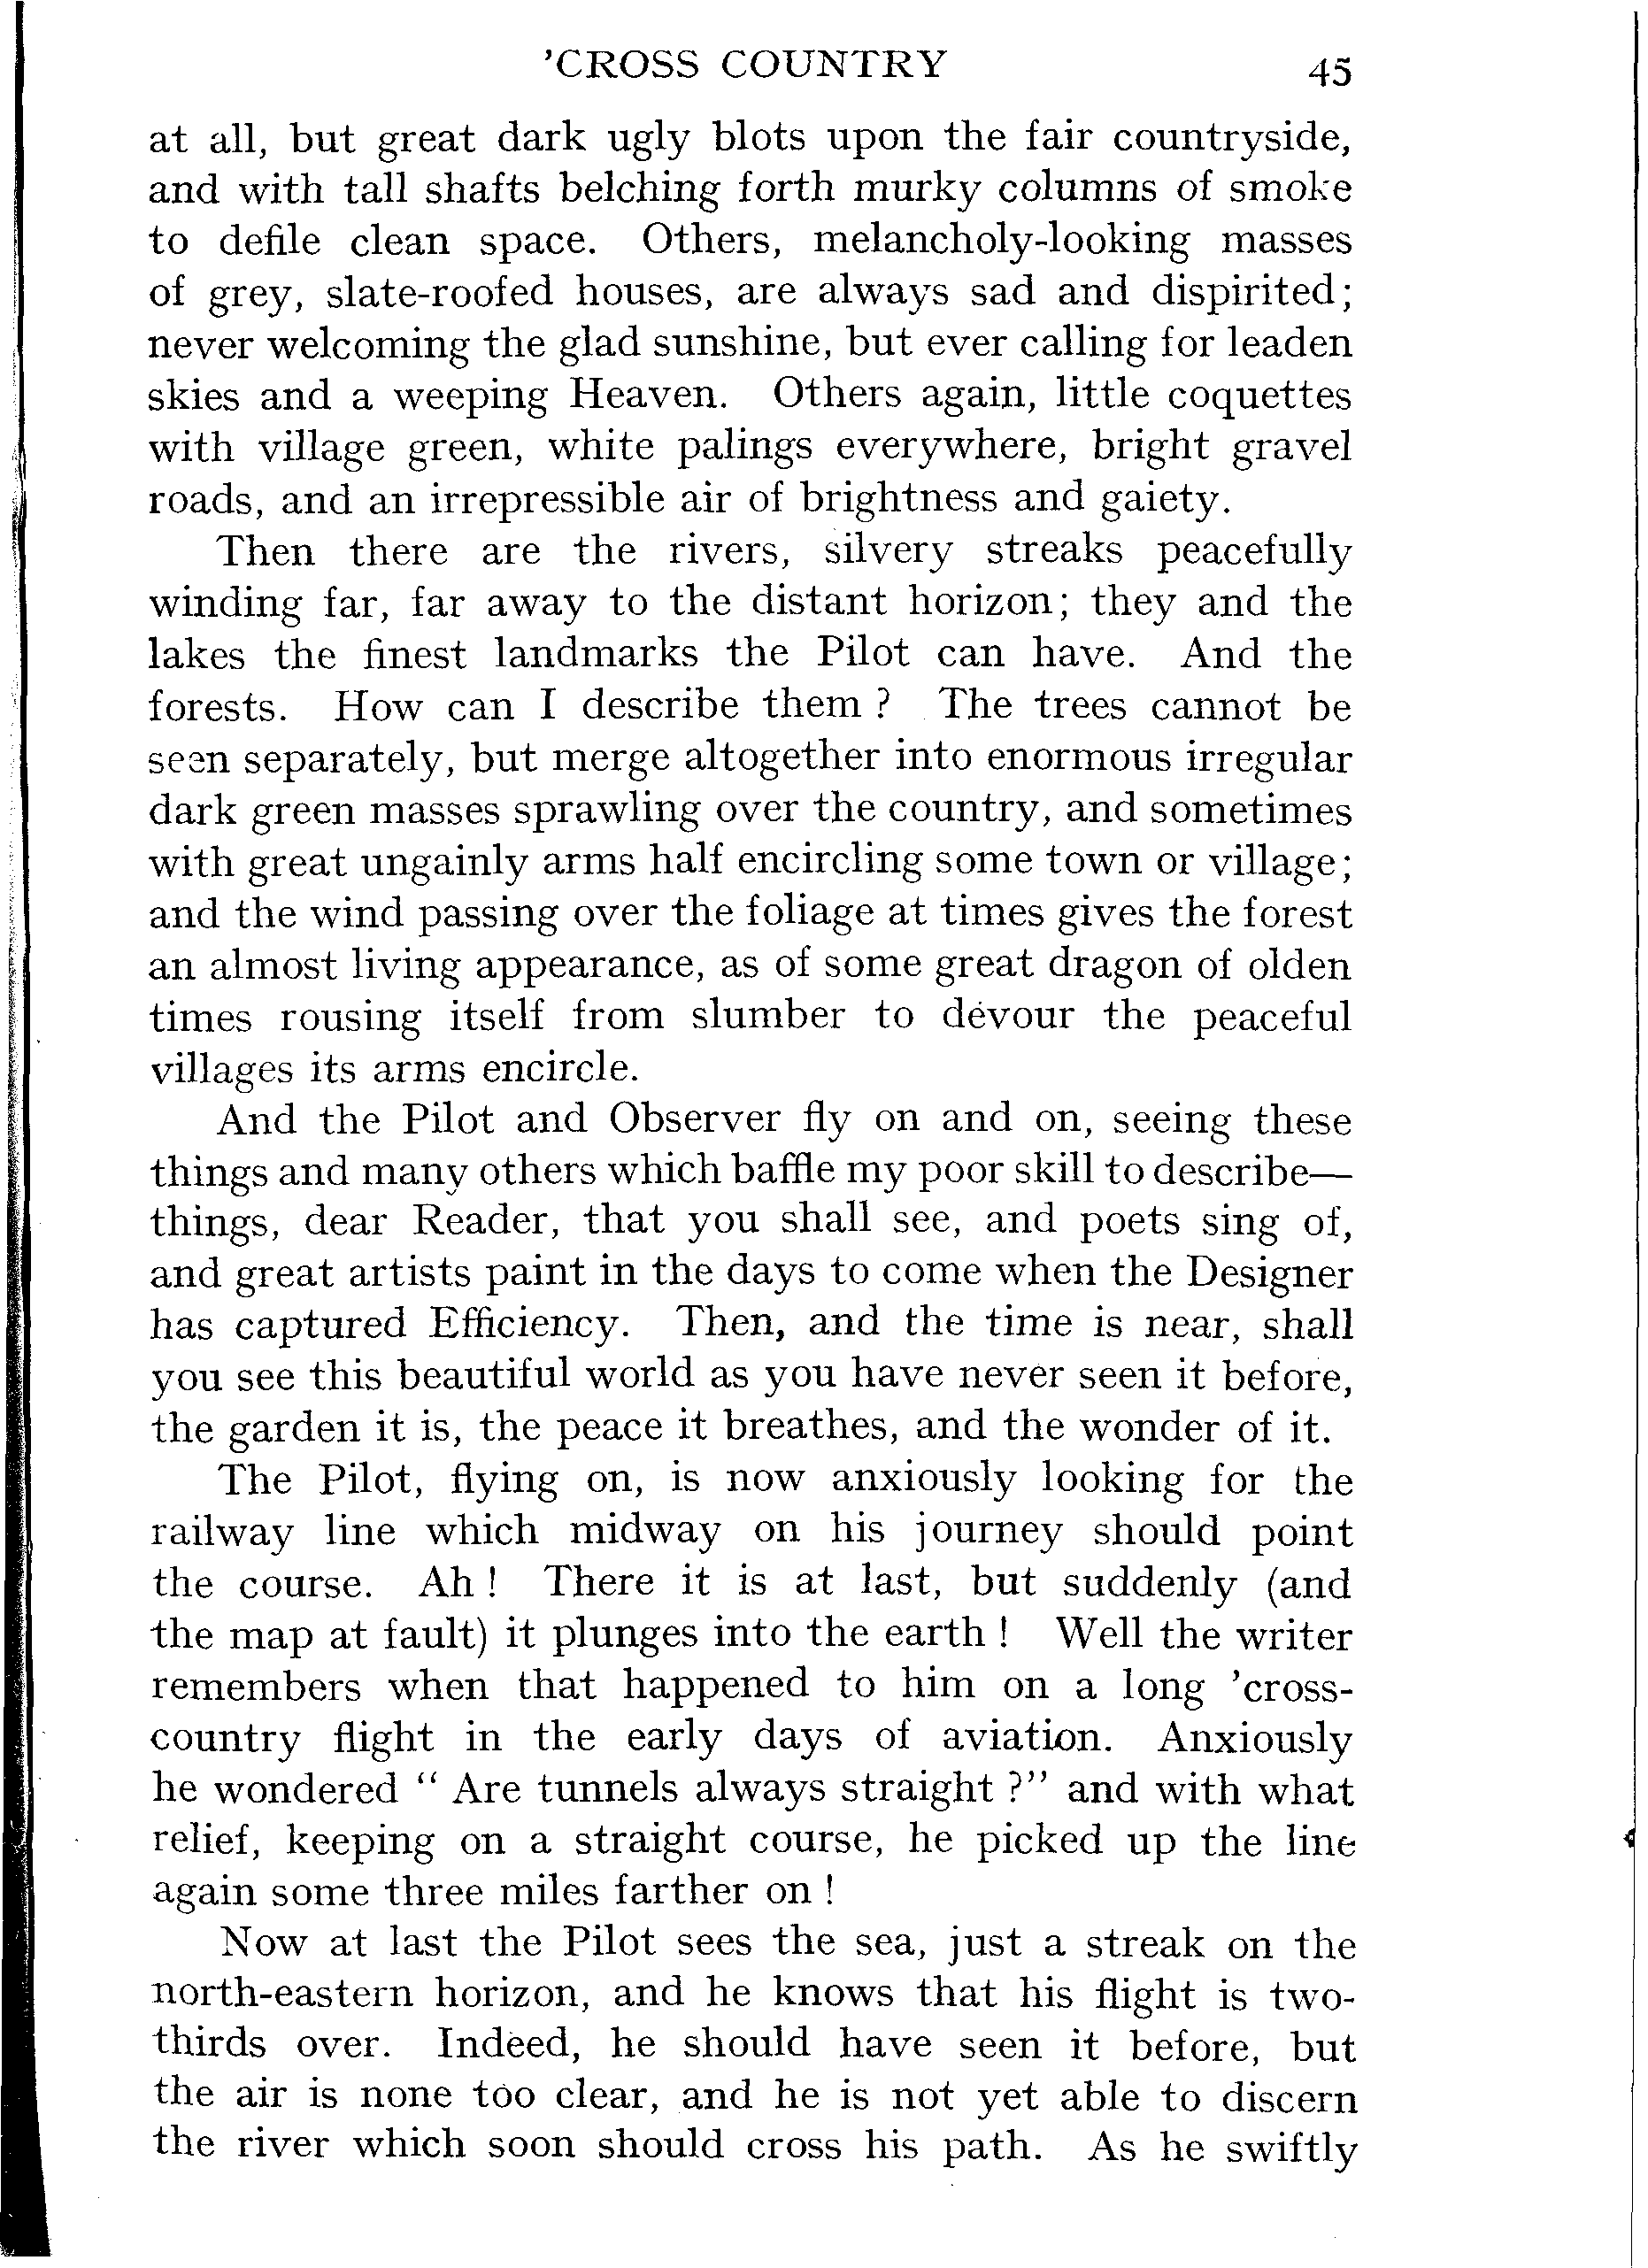 'CROSS COUNTRY 45
at all, but great dark ugly blots upon the fair countryside,
and with tall shafts belching forth murky columns of smoke
to defile clean space. Others, melancholy-looking masses
of grey, slate-roofed houses, are always sad and dispirited;
never welcoming the glad sunshine, but ever calling for leaden
skies and a weeping Heaven. Others again, little coquettes
with village green, white palings everywhere, bright gravel
roads, and an irrepressible air of brightness and gaiety.
Then there are the rivers, silvery streaks peacefully
winding far, far away to the distant horizon; they and the
lakes the finest landmarks the Pilot can have. And the
forests. How can I describe them ? The trees cannot be
seen separately, but merge altogether into enormous irregular
dark green masses sprawling over the country, and sometimes
with great ungainly arms half encircling some town or village;
and the wind passing over the foliage at times gives the forest
an almost living appearance, as of some great dragon of olden
times rousing itself from slumber to devour the peaceful
villages its arms encircle.
And the Pilot and Observer fly on and on, seeing these
things and many others which baffle my poor skill to describe—
things, dear Reader, that you shall see, and poets sing of,
and great artists paint in the days to come when the Designer
has captured Efficiency. Then, and the time is near, shall
you see this beautiful world as you have never seen it before,
the garden it is, the peace it breathes, and the wonder of it.
The Pilot, flying on, is now anxiously looking for the
railway line which midway on his journey should point
the course. Ah ! There it is at last, but suddenly (and
the map at fault) it plunges into the earth ! Well the writer
remembers when that happened to him on a long 'cross-
country flight in the early days of aviation. Anxiously
he wondered " Are tunnels always straight ?" and with what
relief, keeping on a straight course, he picked up the line
again some three miles farther on !
Now at last the Pilot sees the sea, just a streak on the
north-eastern horizon, and he knows that his flight is two-
thirds over. Indeed, he should have seen it before, but
the air is none too clear, and he is not yet able to discern
the river which soon should cross his path. As he swiftly